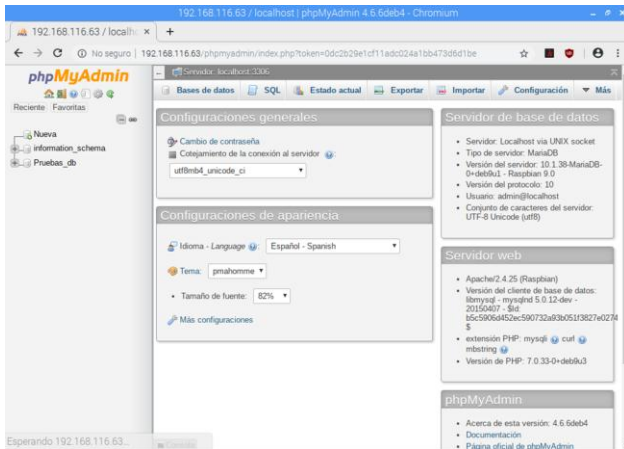 192.168.116.63 / localhost | phpMyAdmin 4.6.6deb4 - Chromium
192.168.116.63 / localho
No seguro | 192.168.116.63/phpmyadmin/index.php?token=0dc2b29e1cf11adc024a1bb473d6d1be
phpMyAdmin
Reciente Favoritas
Nueva
information_schema
Pruebas_db
Servidor: localhost:3306
Bases de datos SQL Estado actual Exportar Importar Configuración Más
Configuraciones generales
Cambio de contraseña
Cotejamiento de la conexión al servidor
utf8mb4_unicode_ci
Configuraciones de apariencia
Idioma - Language
Español - Spanish
Tema: pmahomme
Tamaño de fuente: 82%
Más configuraciones
Servidor de base de datos
Servidor: Localhost via UNIX socket
Tipo de servidor: MariaDB
Versión del servidor: 10.1.38-MariaDB-
0+deb9u1 - Raspbian 9.0
Versión del protocolo: 10
Usuario: admin@localhost
Conjunto de caracteres del servidor:
UTF-8 Unicode (utf8)
Servidor web
Apache/2.4.25 (Raspbian)
Versión del cliente de base de datos:
libmysql - mysqlnd 5.0.12-dev -
20150407 - $Id:
b5c5906d452ec590732a93b051f3827e0274
$
extensión PHP: mysqli curl
mbstring
Versión de PHP: 7.0.33-0+deb9u3
phpMyAdmin
Acerca de esta versión: 4.6.6deb4
Documentación
Página oficial de phpMyAdmin
Esperando 192.168.116.63...
Consola